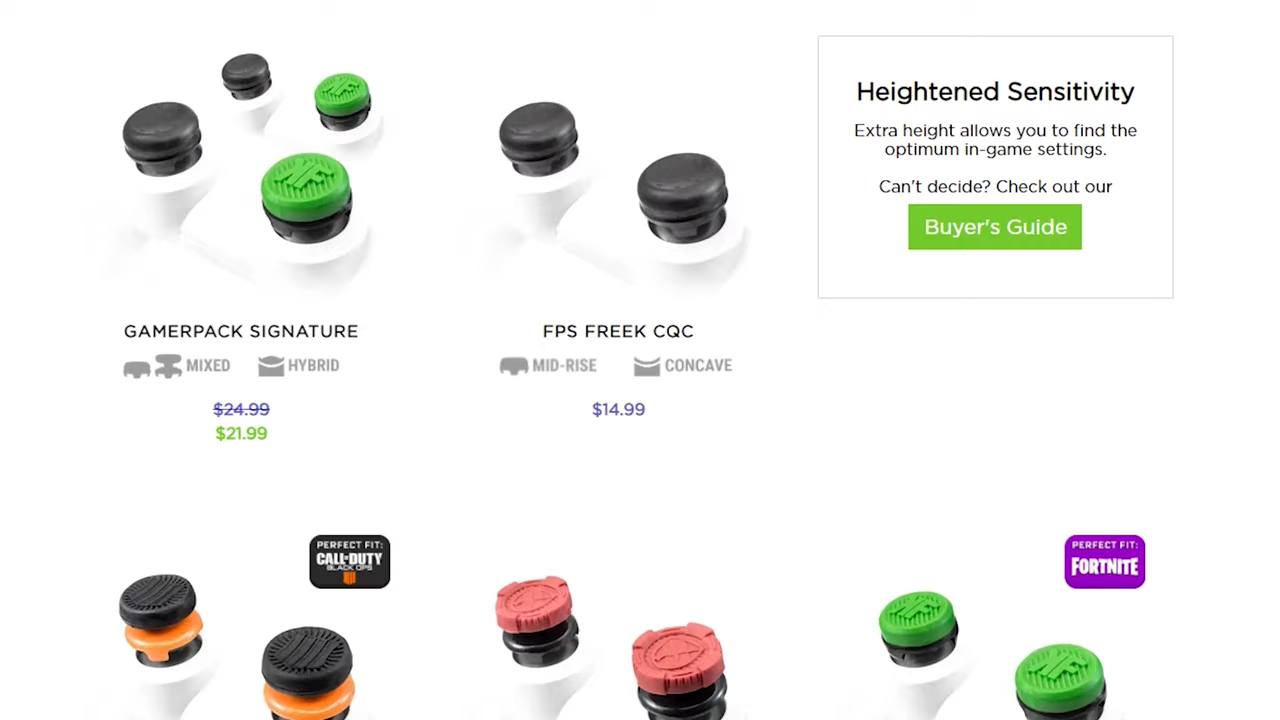 Heightened Sensitivity
Extra height allows you to find the
optimum in-game settings.
Can't decide? Check out our
Buyer's Guide
GAMERPACK SIGNATURE
MIXED
HYBRID
$24.99
$21.99
FPS FREEK CQC
MID-RISE
CONCAVE
$14.99
PERFECT FIT:
CALL OF DUTY
BLACK OPS
IIII
PERFECT FIT:
FORTNITE